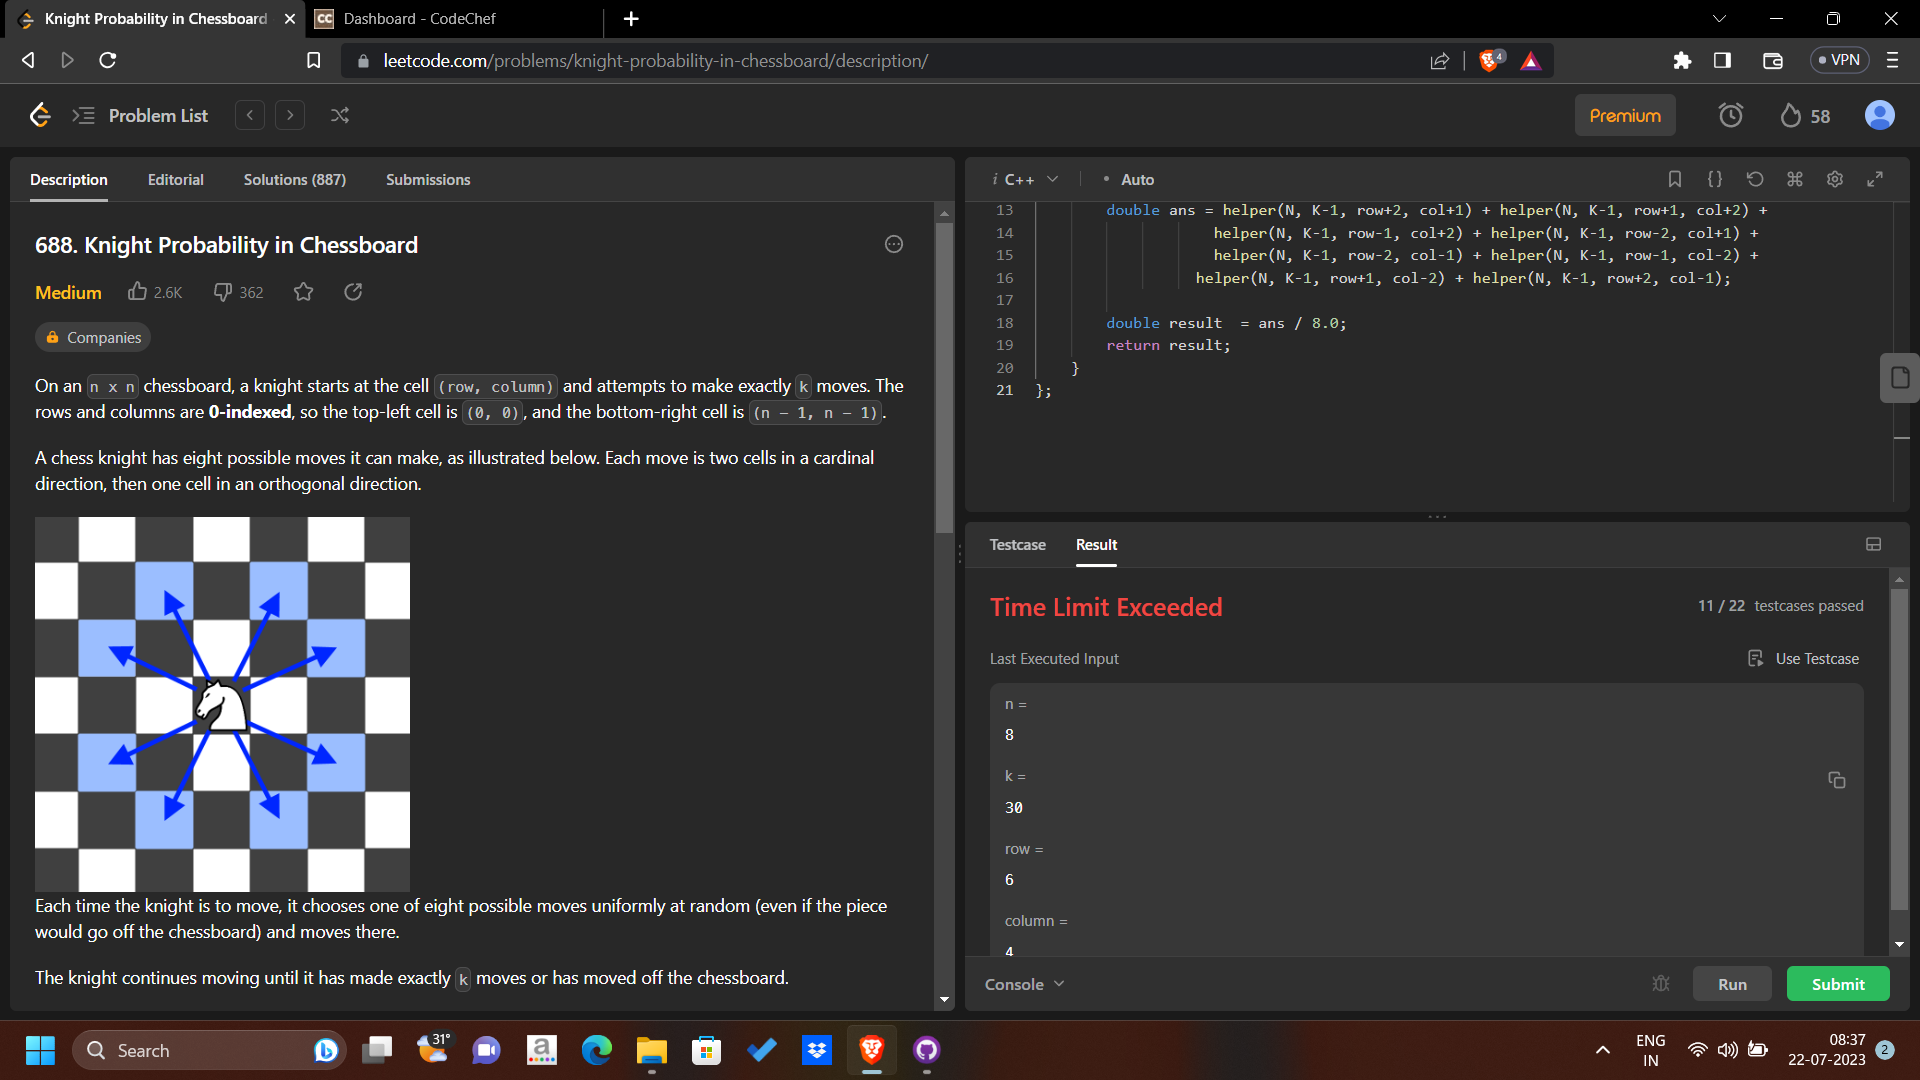 Knight Probability in Chessboard
CC Dashboard - CodeChef
leetcode.com/problems/knight-probability-in-chessboard/description/
4
VPN
Problem List
Premium
58
Description
Editorial
Solutions (887)
Submissions
688. Knight Probability in Chessboard
Medium
2.6K
362
Companies
On an n x n chessboard, a knight starts at the cell (row, column) and attempts to make exactly k moves. The
rows and columns are 0-indexed, so the top-left cell is (0, 0), and the bottom-right cell is (n - 1, n - 1).
A chess knight has eight possible moves it can make, as illustrated below. Each move is two cells in a cardinal
direction, then one cell in an orthogonal direction.
Each time the knight is to move, it chooses one of eight possible moves uniformly at random (even if the piece
would go off the chessboard) and moves there.
The knight continues moving until it has made exactly k moves or has moved off the chessboard.
i C++
• Auto
13 double ans = helper(N, K-1, row+2, col+1) + helper(N, K-1, row+1, col+2) +
14 helper(N, K-1, row-1, col+2) + helper(N, K-1, row-2, col+1) +
15 helper(N, K-1, row-2, col-1) + helper(N, K-1, row-1, col-2) +
16 helper(N, K-1, row+1, col-2) + helper(N, K-1, row+2, col-1);
17
18 double result  = ans / 8.0;
19 return result;
20 }
21 };
Testcase
Result
Time Limit Exceeded
11 / 22 testcases passed
Last Executed Input
Use Testcase
n =
8
k =
30
row =
6
column =
4
Console
Run
Submit
Search
31°
a
ENG
IN
08:37
22-07-2023
2